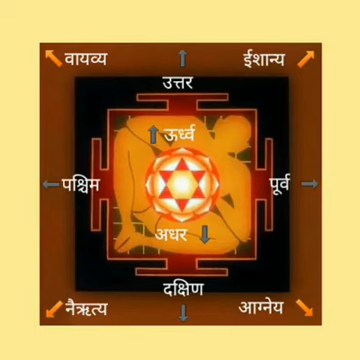 वायव्य
ईशान्य
उत्तर
ऊर्ध्व
पश्चिम
पूर्व
अधर
दक्षिण
नैऋत्य
आग्नेय